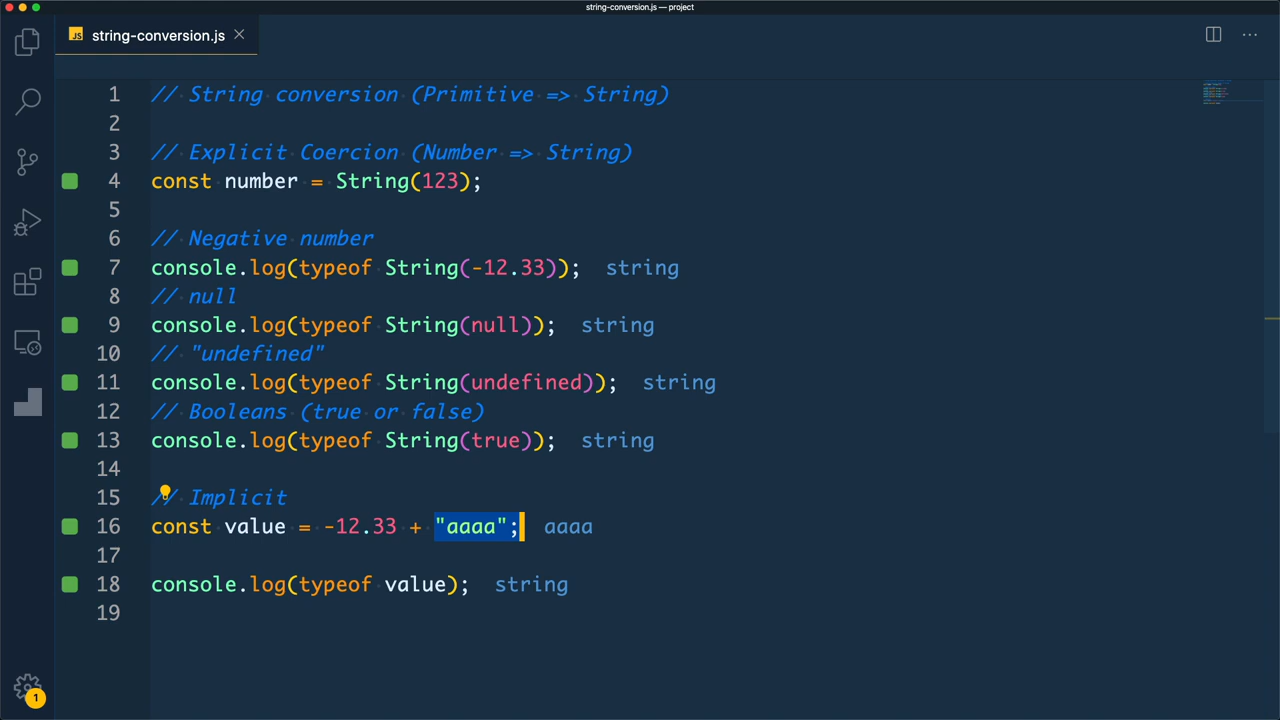 string-conversion.js — project
JS string-conversion.js
1 // String conversion (Primitive => String)
2
3 // Explicit Coercion (Number => String)
4 const number = String(123);
5
6 // Negative number
7 console.log(typeof String(-12.33)); string
8 // null
9 console.log(typeof String(null)); string
10 // "undefined"
11 console.log(typeof String(undefined)); string
12 // Booleans (true or false)
13 console.log(typeof String(true)); string
14
15 // Implicit
16 const value = -12.33 + "aaaa"; aaaa
17
18 console.log(typeof value); string
19
1